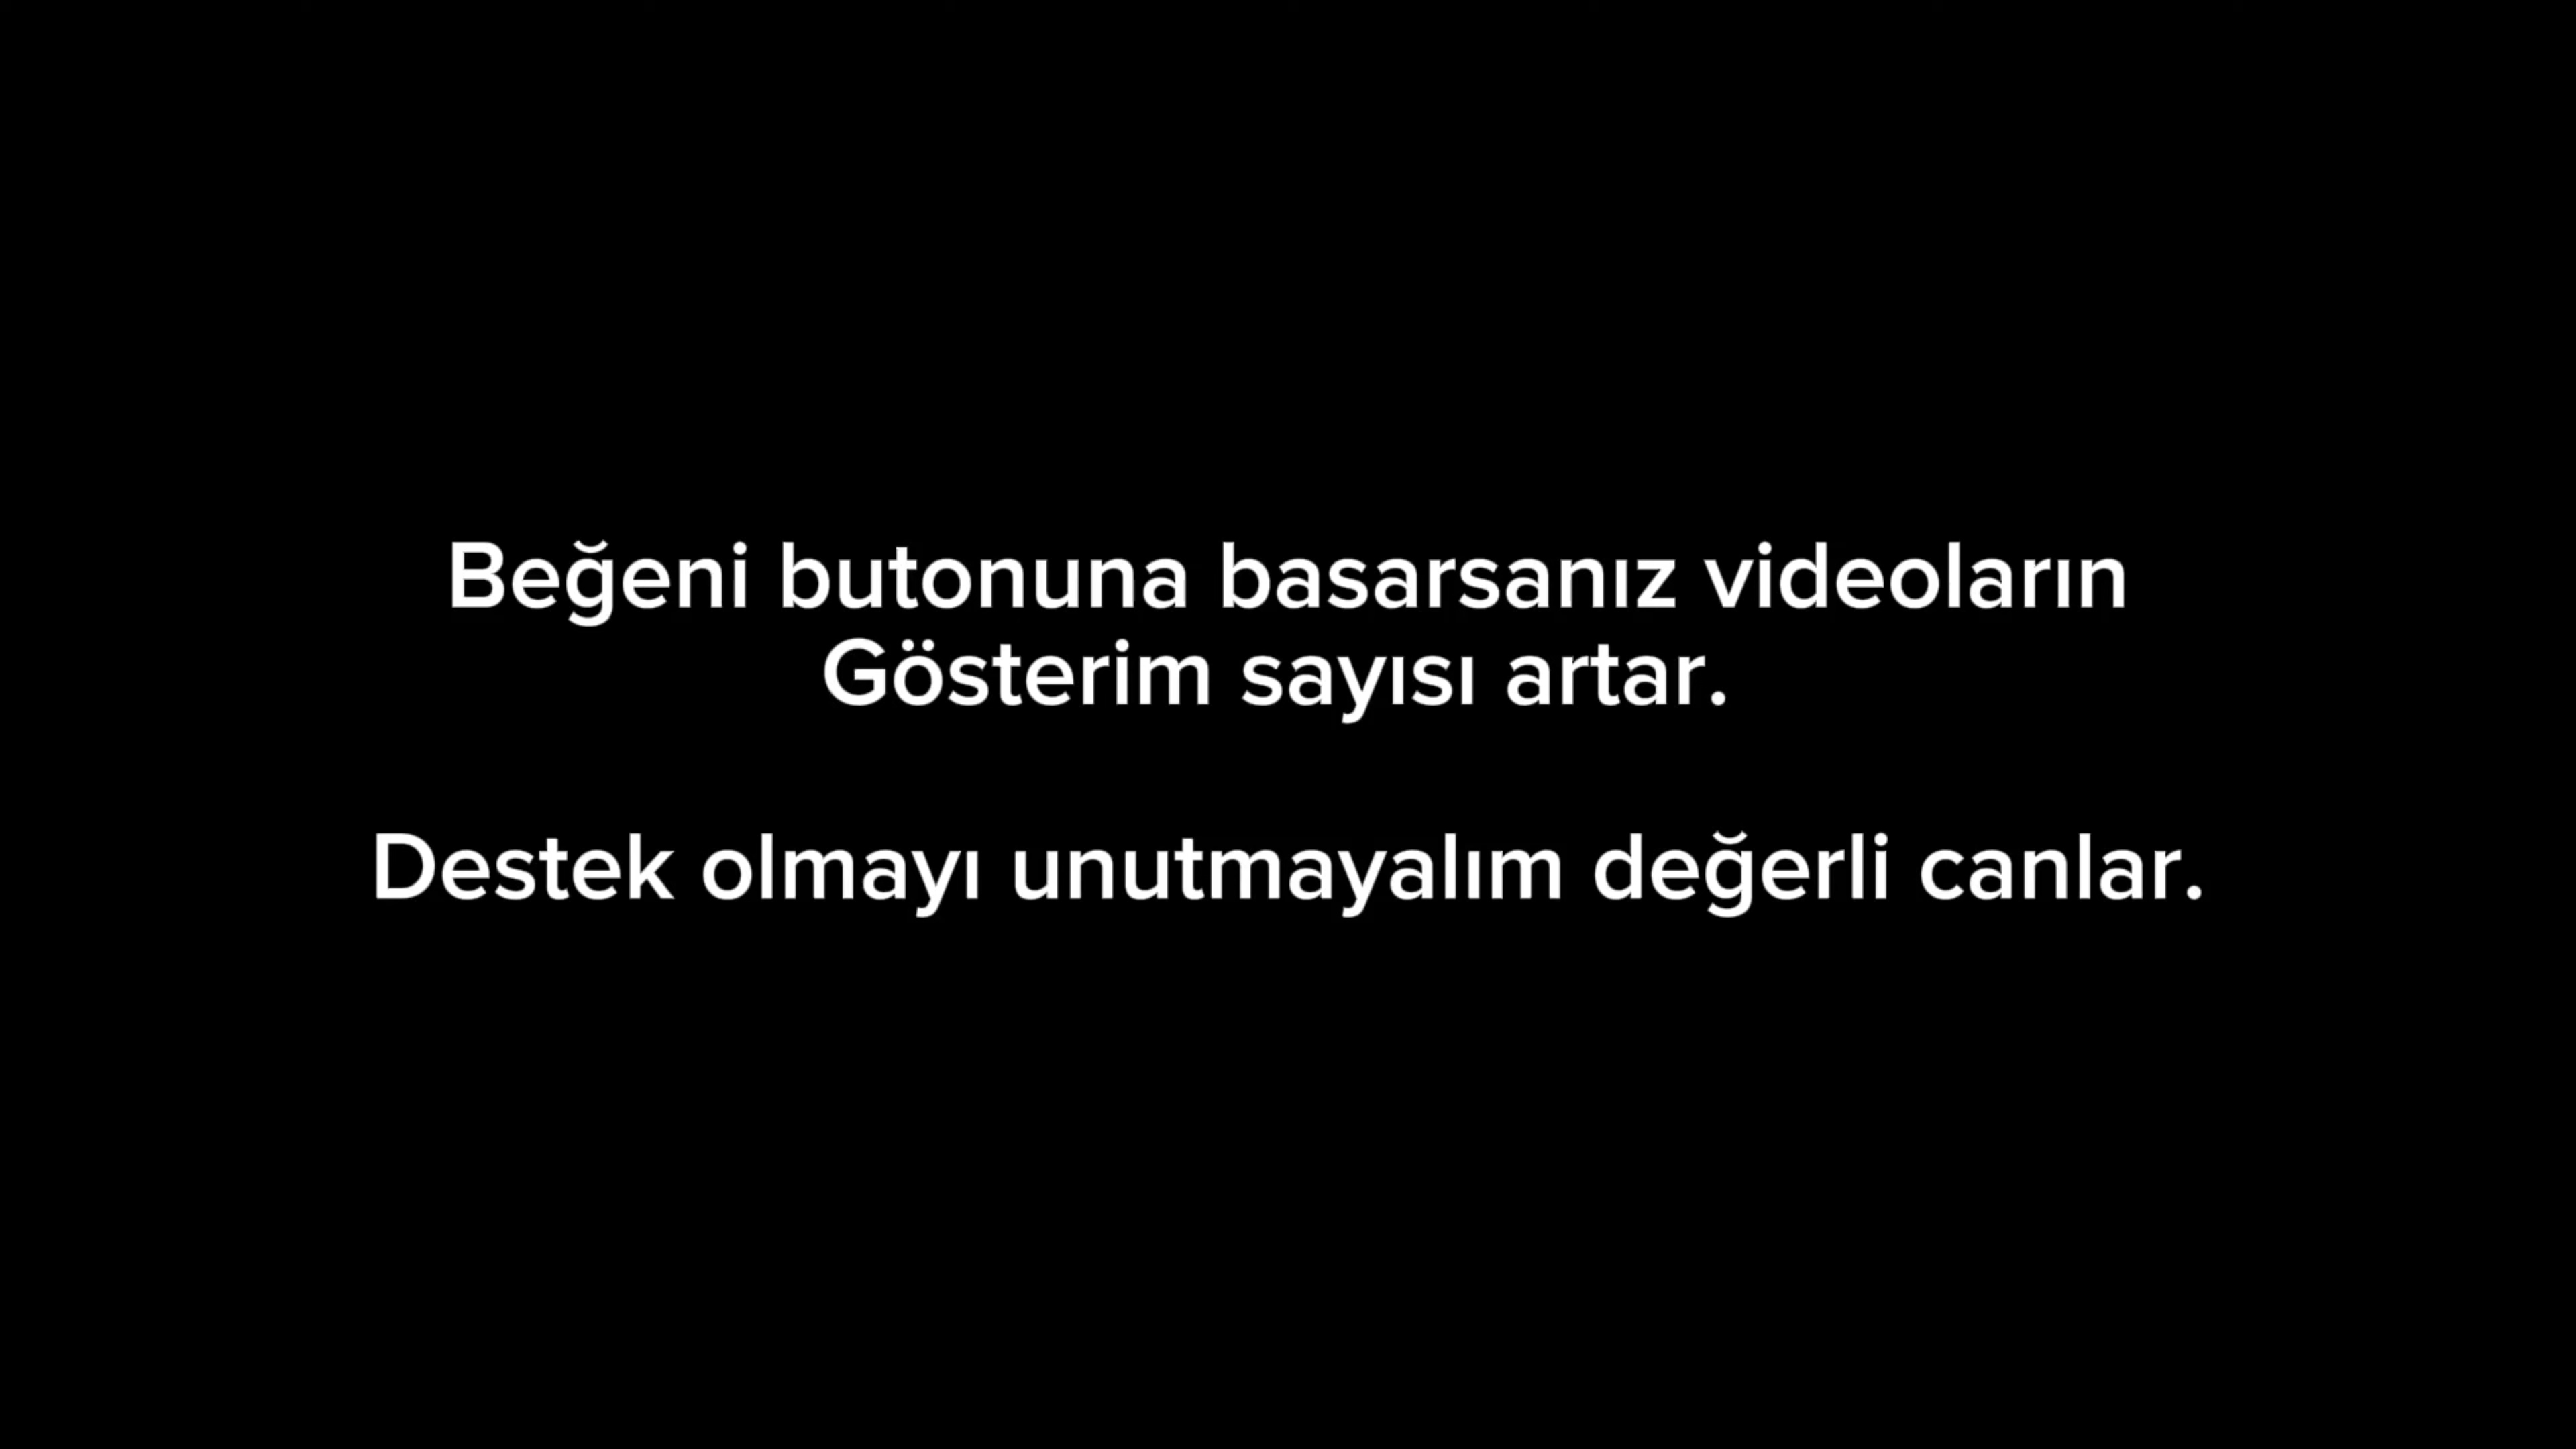 Beğeni butonuna basarsanız videoların
Gösterim sayısı artar.
Destek olmayı unutmayalım değerli canlar.